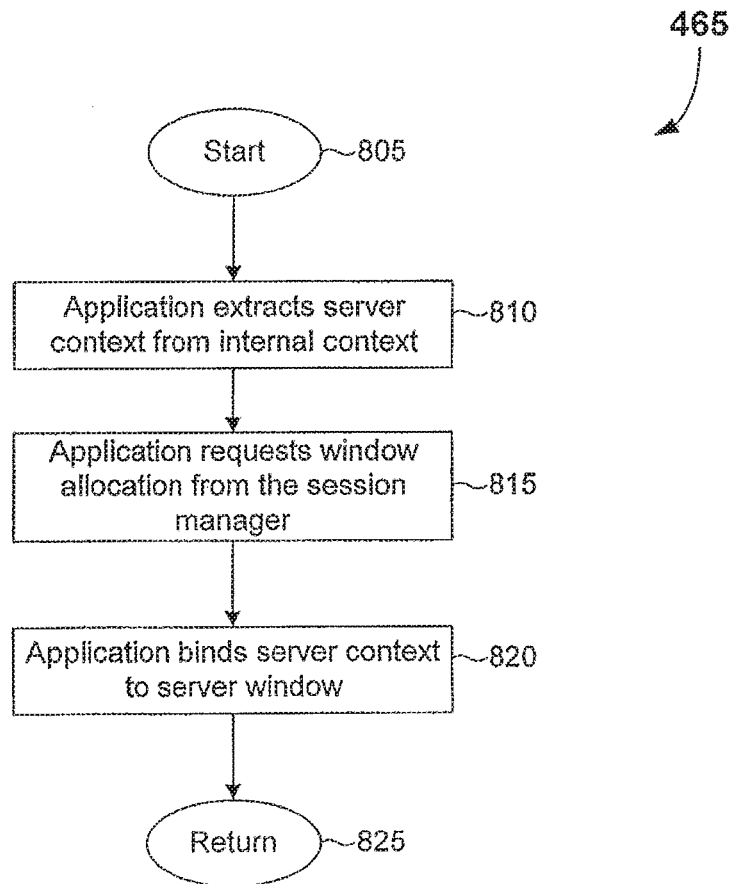 465
Start
805
Application extracts server
context from internal context
810
Application requests window
allocation from the session
manager
815
Application binds server context
to server window
820
Return
825